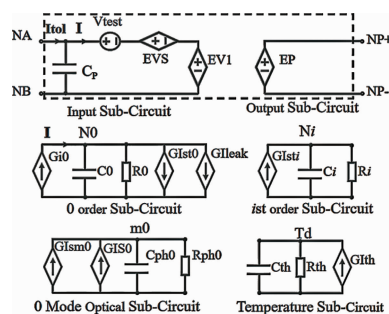 Vtest
NA Itol I NP+
EVS EV1 EP
CP
NB NP-
Input Sub-Circuit Output Sub-Circuit
I N0 Ni
Gi0 C0 R0 GIst0 GIleak GIsti Ci Ri
0 order Sub-Circuit ist order Sub-Circuit
m0 Td
GIsm0 GIS0 Cph0 Rph0 Cth Rth GIth
0 Mode Optical Sub-Circuit Temperature Sub-Circuit